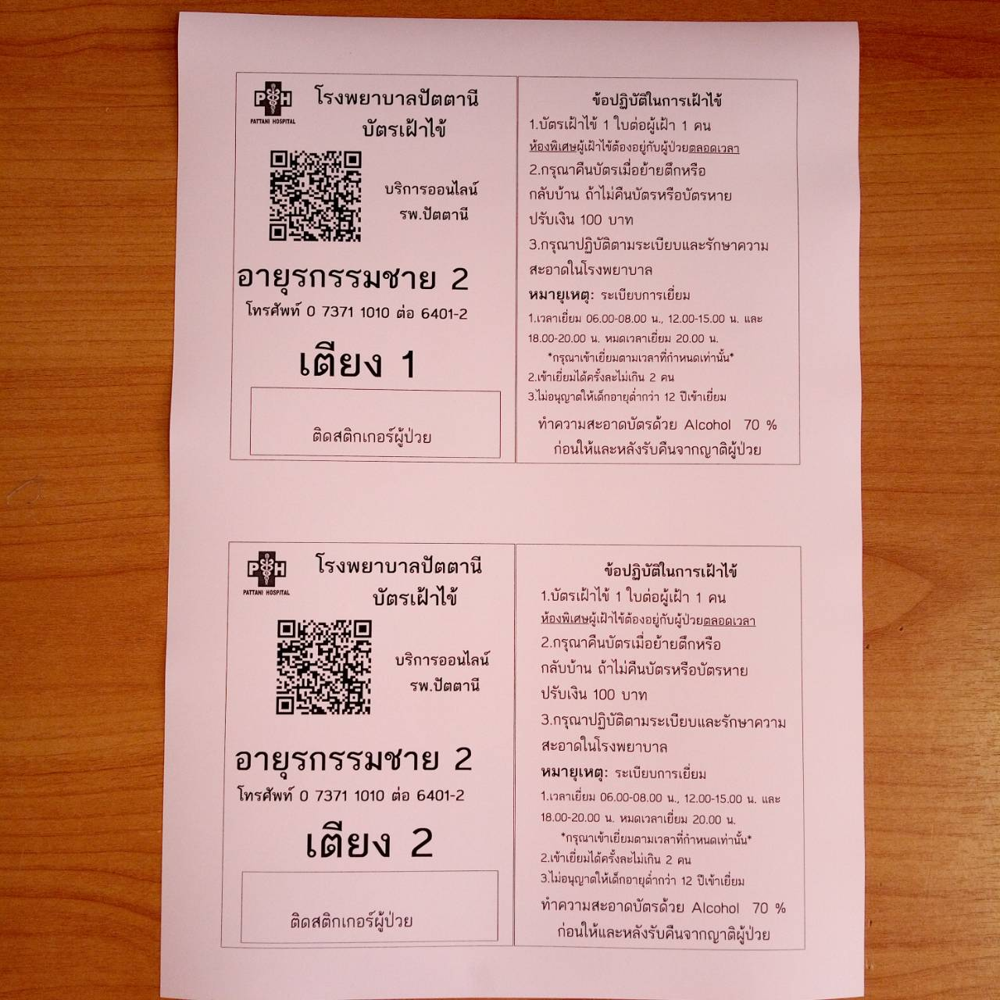 PH
PATTANI HOSPITAL
โรงพยาบาลปัตตานี
บัตรเฝ้าไข้
บริการออนไลน์
รพ.ปัตตานี
อายุรกรรมชาย 2
โทรศัพท์ 0 7371 1010 ต่อ 6401-2
เตียง 1
ติดสติกเกอร์ผู้ป่วย
ข้อปฏิบัติในการเฝ้าไข้
1.บัตรเฝ้าไข้ 1 ใบต่อผู้เฝ้า 1 คน
ห้องพิเศษผู้เฝ้าไข้ต้องอยู่กับผู้ป่วยตลอดเวลา
2.กรุณาคืนบัตรเมื่อย้ายตึกหรือ
กลับบ้าน ถ้าไม่คืนบัตรหรือบัตรหาย
ปรับเงิน 100 บาท
3.กรุณาปฏิบัติตามระเบียบและรักษาความ
สะอาดในโรงพยาบาล
หมายุเหตุ: ระเบียบการเยี่ยม
1.เวลาเยี่ยม 06.00-08.00 น., 12.00-15.00 น. และ
18.00-20.00 น. หมดเวลาเยี่ยม 20.00 น.
*กรุณาเข้าเยี่ยมตามเวลาที่กำหนดเท่านั้น*
2.เข้าเยี่ยมได้ครั้งละไม่เกิน 2 คน
3.ไม่อนุญาตให้เด็กอายุต่ำกว่า 12 ปีเข้าเยี่ยม
ทำความสะอาดบัตรด้วย Alcohol 70 %
ก่อนให้และหลังรับคืนจากญาติผู้ป่วย
PH
PATTANI HOSPITAL
โรงพยาบาลปัตตานี
บัตรเฝ้าไข้
บริการออนไลน์
รพ.ปัตตานี
อายุรกรรมชาย 2
โทรศัพท์ 0 7371 1010 ต่อ 6401-2
เตียง 2
ติดสติกเกอร์ผู้ป่วย
ข้อปฏิบัติในการเฝ้าไข้
1.บัตรเฝ้าไข้ 1 ใบต่อผู้เฝ้า 1 คน
ห้องพิเศษผู้เฝ้าไข้ต้องอยู่กับผู้ป่วยตลอดเวลา
2.กรุณาคืนบัตรเมื่อย้ายตึกหรือ
กลับบ้าน ถ้าไม่คืนบัตรหรือบัตรหาย
ปรับเงิน 100 บาท
3.กรุณาปฏิบัติตามระเบียบและรักษาความ
สะอาดในโรงพยาบาล
หมายุเหตุ: ระเบียบการเยี่ยม
1.เวลาเยี่ยม 06.00-08.00 น., 12.00-15.00 น. และ
18.00-20.00 น. หมดเวลาเยี่ยม 20.00 น.
*กรุณาเข้าเยี่ยมตามเวลาที่กำหนดเท่านั้น*
2.เข้าเยี่ยมได้ครั้งละไม่เกิน 2 คน
3.ไม่อนุญาตให้เด็กอายุต่ำกว่า 12 ปีเข้าเยี่ยม
ทำความสะอาดบัตรด้วย Alcohol 70 %
ก่อนให้และหลังรับคืนจากญาติผู้ป่วย